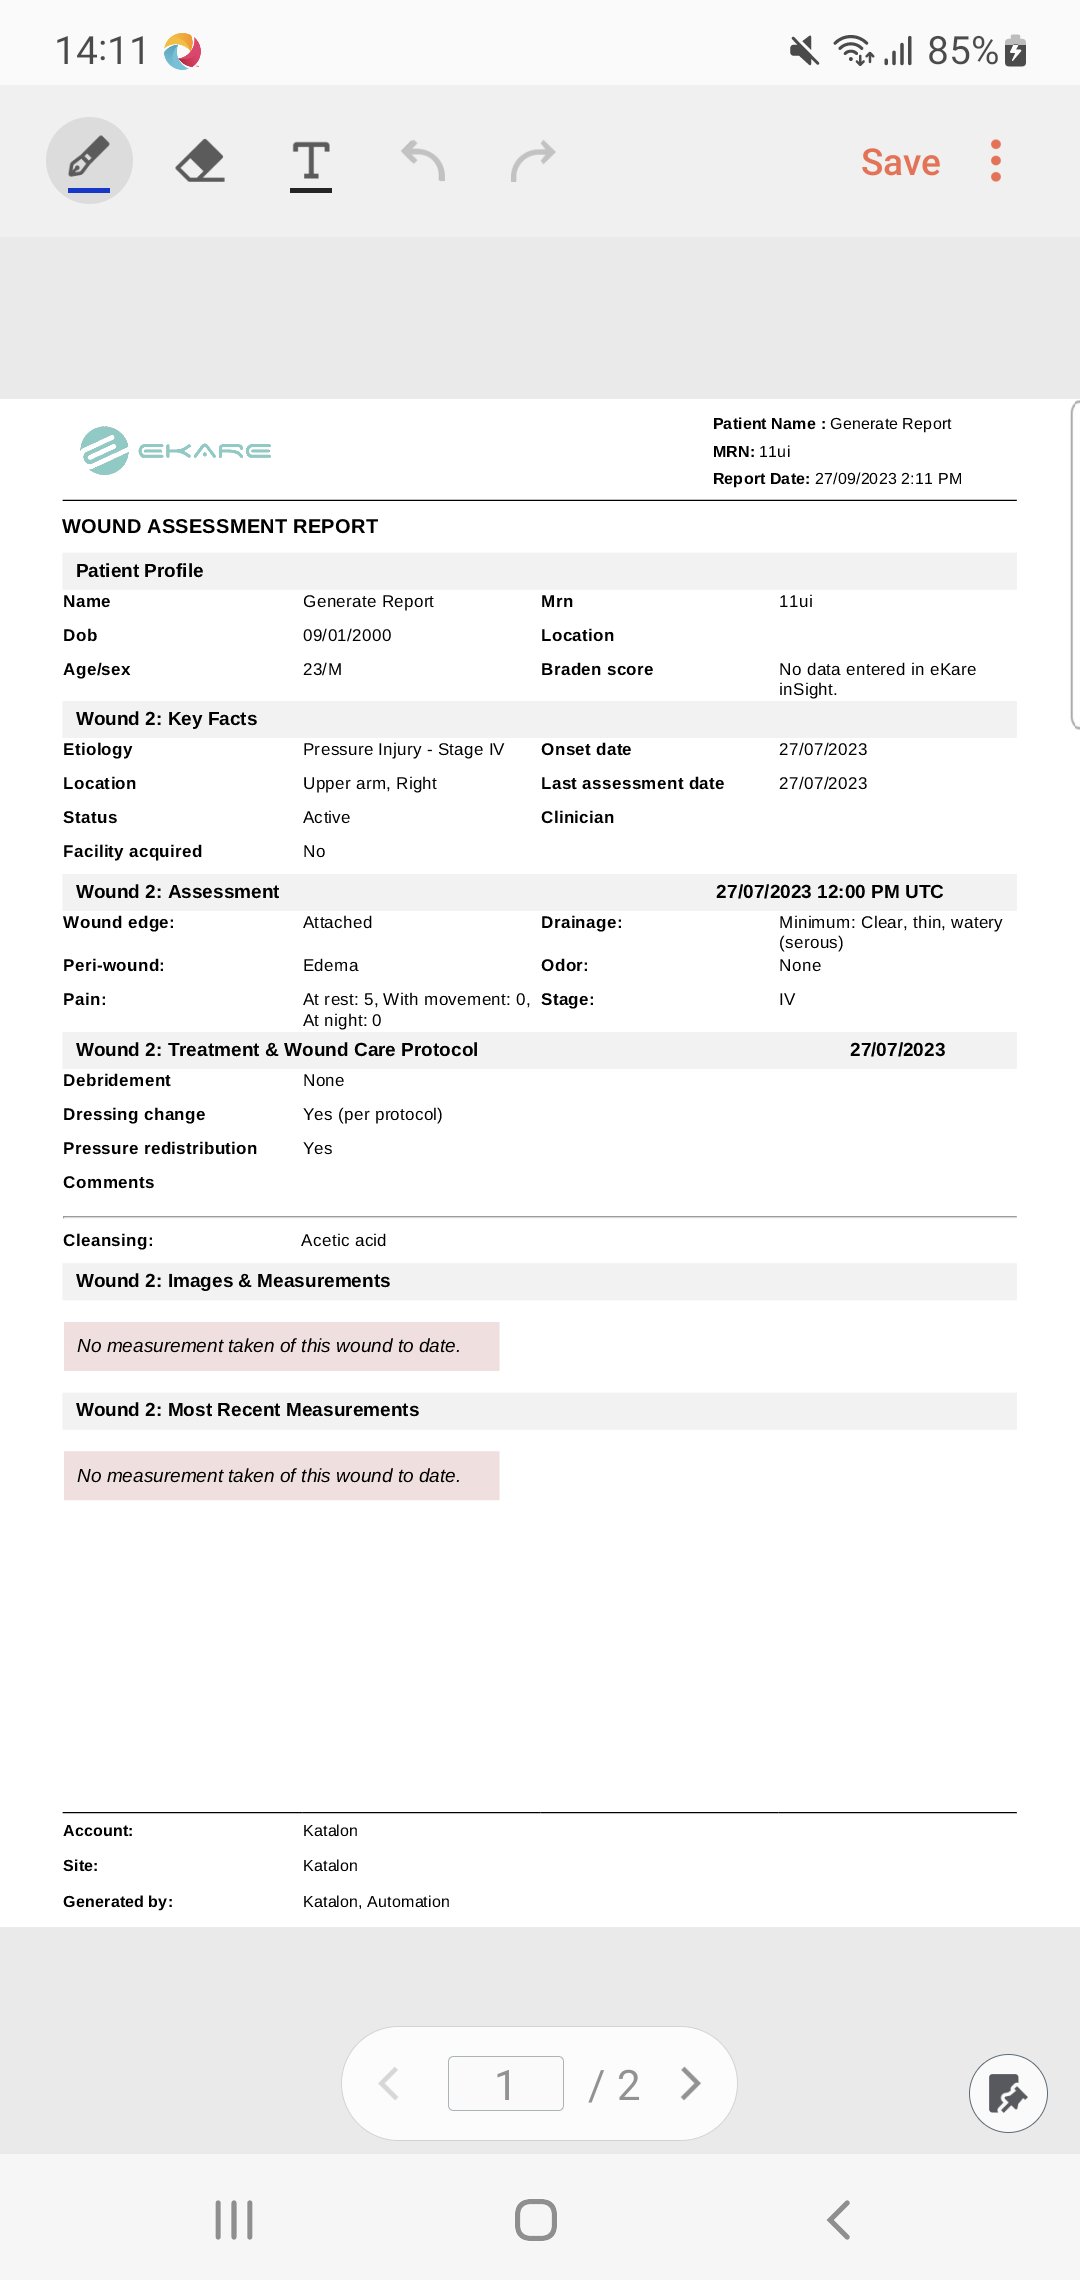 14:11
85%
T
Save
EKARE
Patient Name : Generate Report
MRN: 11ui
Report Date: 27/09/2023 2:11 PM
WOUND ASSESSMENT REPORT
Patient Profile
Name Generate Report Mrn 11ui
Dob 09/01/2000 Location
Age/sex 23/M Braden score No data entered in eKare
inSight.
Wound 2: Key Facts
Etiology Pressure Injury - Stage IV Onset date 27/07/2023
Location Upper arm, Right Last assessment date 27/07/2023
Status Active Clinician
Facility acquired No
Wound 2: Assessment 27/07/2023 12:00 PM UTC
Wound edge: Attached Drainage: Minimum: Clear, thin, watery
(serous)
Peri-wound: Edema Odor: None
Pain: At rest: 5, With movement: 0, Stage: IV
At night: 0
Wound 2: Treatment & Wound Care Protocol 27/07/2023
Debridement None
Dressing change Yes (per protocol)
Pressure redistribution Yes
Comments
Cleansing: Acetic acid
Wound 2: Images & Measurements
No measurement taken of this wound to date.
Wound 2: Most Recent Measurements
No measurement taken of this wound to date.
Account: Katalon
Site: Katalon
Generated by: Katalon, Automation
1 / 2